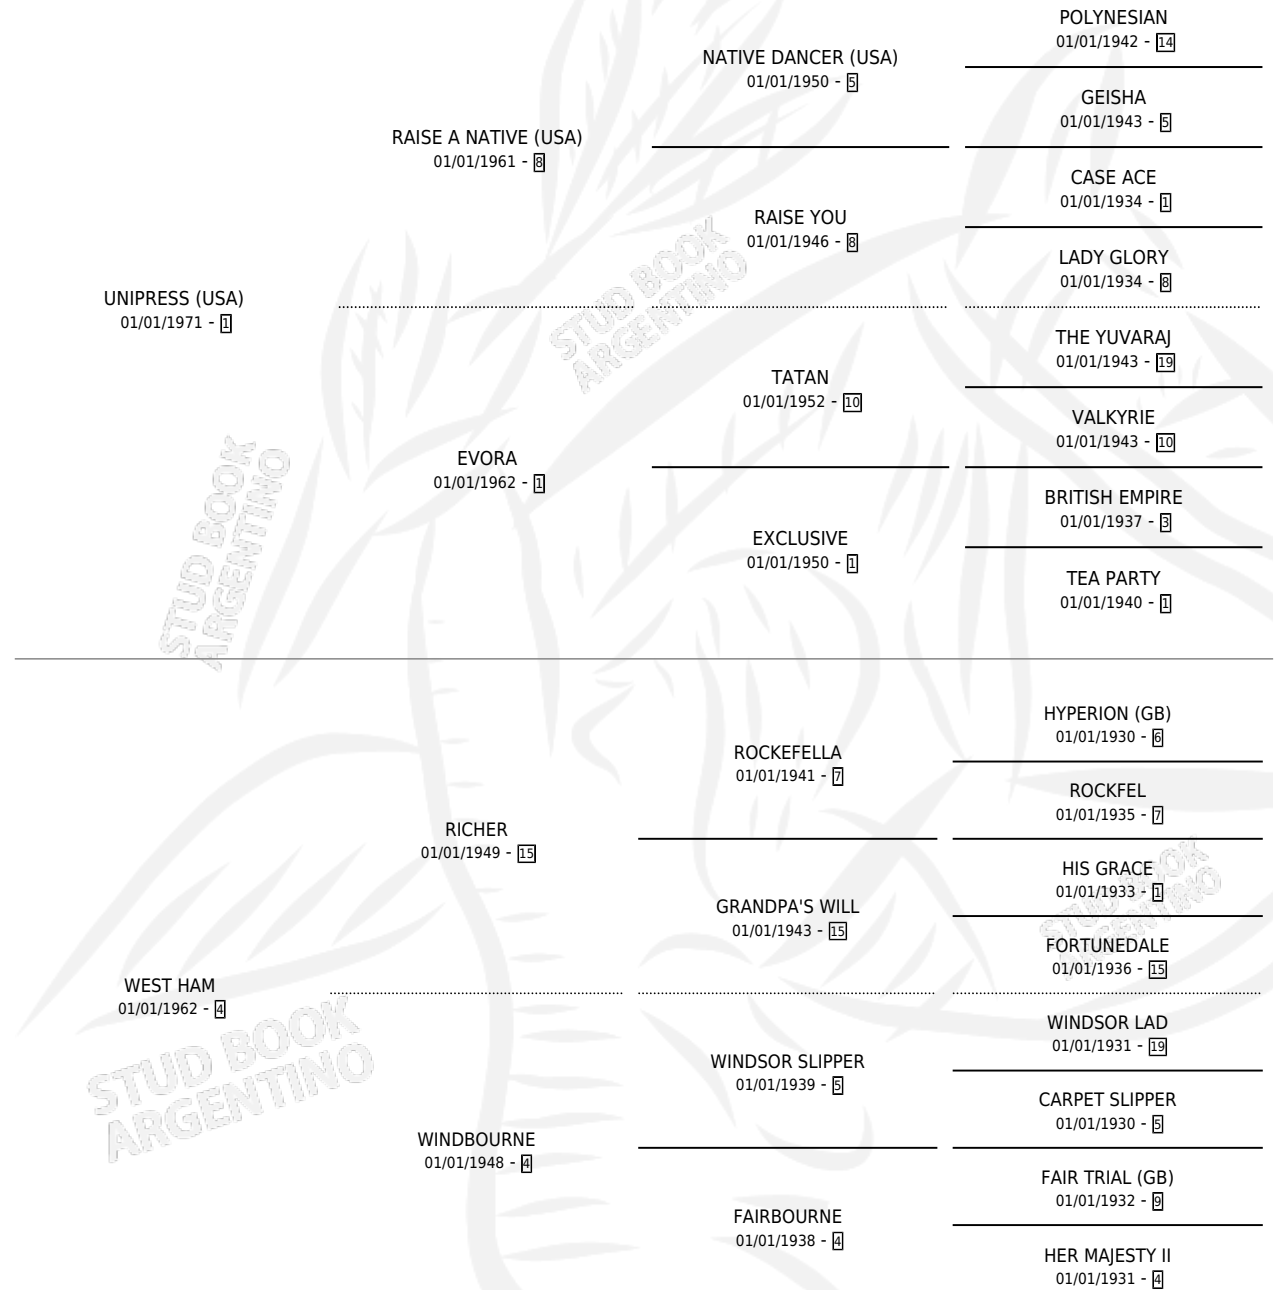 POLYNESIAN
01/01/1942 - 14
NATIVE DANCER (USA)
01/01/1950 - 5
GEISHA
01/01/1943 - 5
RAISE A NATIVE (USA)
01/01/1961 - 8
CASE ACE
01/01/1934 - 1
RAISE YOU
01/01/1946 - 8
LADY GLORY
01/01/1934 - 8
UNIPRESS (USA)
01/01/1971 - 1
THE YUVARAJ
01/01/1943 - 19
TATAN
01/01/1952 - 10
VALKYRIE
01/01/1943 - 10
EVORA
01/01/1962 - 1
BRITISH EMPIRE
01/01/1937 - 3
EXCLUSIVE
01/01/1950 - 1
TEA PARTY
01/01/1940 - 1
STUD BOOK
ARGENTINO
STUD BOOK
ARGENTINO
HYPERION (GB)
01/01/1930 - 6
ROCKEFELLA
01/01/1941 - 7
ROCKFEL
01/01/1935 - 7
RICHER
01/01/1949 - 15
HIS GRACE
01/01/1933 - 1
GRANDPA'S WILL
01/01/1943 - 15
FORTUNEDALE
01/01/1936 - 15
WEST HAM
01/01/1962 - 4
WINDSOR LAD
01/01/1931 - 19
WINDSOR SLIPPER
01/01/1939 - 5
CARPET SLIPPER
01/01/1930 - 5
WINDBOURNE
01/01/1948 - 4
FAIR TRIAL (GB)
01/01/1932 - 9
FAIRBOURNE
01/01/1938 - 4
HER MAJESTY II
01/01/1931 - 4
STUD BOOK
ARGENTINO
STUD BOOK
ARGENTINO